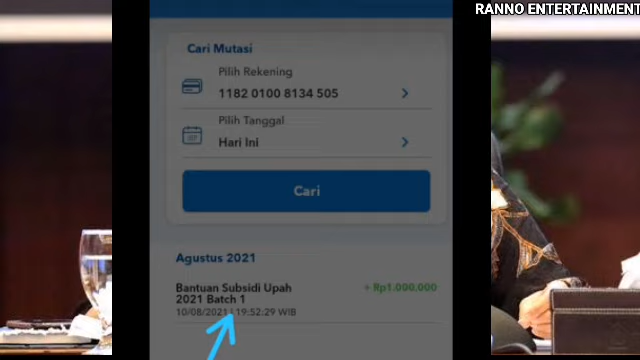 RANNO ENTERTAINMENT
Cari Mutasi
Pilih Rekening
1182 0100 8134 505
Pilih Tanggal
Hari Ini
Cari
Agustus 2021
Bantuan Subsidi Upah
+ Rp1.000.000
2021 Batch 1
10/08/2021 | 19:52:29 WIB